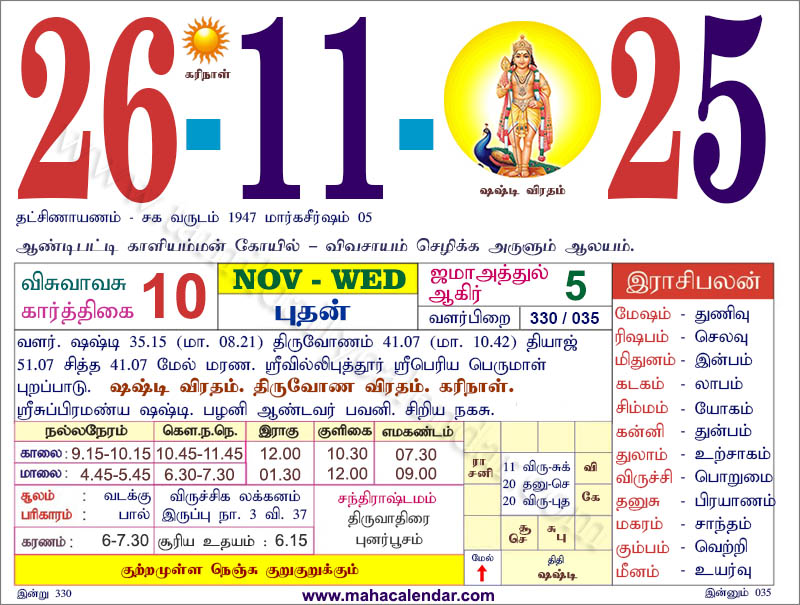 26 - 11 - 25
கரிநாள்
ஷஷ்டி விரதம்
தட்சிணாயணம் - சக வருடம் 1947 மார்கசீர்ஷம் 05
ஆண்டிபட்டி காளியம்மன் கோயில் – விவசாயம் செழிக்க அருளும் ஆலயம்.
விசுவாவசு
கார்த்திகை 10
NOV - WED
புதன்
ஜமாஅத்துல்
ஆகிர் 5
வளர்பிறை 330 / 035
வளர். ஷஷ்டி 35.15 (மா. 08.21) திருவோணம் 41.07 (மா. 10.42) தியாஜ்
51.07 சித்த 41.07 மேல் மரண. ஸ்ரீவில்லிபுத்தூர் ஸ்ரீபெரிய பெருமாள்
புறப்பாடு. ஷஷ்டி விரதம். திருவோண விரதம். கரிநாள்.
ஸ்ரீசுப்பிரமண்ய ஷஷ்டி. பழனி ஆண்டவர் பவனி. சிறிய நகசு.
நல்லநேரம் கௌ.ந.நெ. இராகு குளிகை எமகண்டம்
காலை: 9.15-10.15 10.45-11.45 12.00 10.30 07.30
மாலை: 4.45-5.45 6.30-7.30 01.30 12.00 09.00
சூலம் : வடக்கு
பரிகாரம் : பால்
விருச்சிக லக்கனம்
இருப்பு நா. 3 வி. 37
கரணம் : 6-7.30
சூரிய உதயம் : 6.15
சந்திராஷ்டமம்
திருவாதிரை
புனர்பூசம்
குற்றமுள்ள நெஞ்சு குறுகுறுக்கும்
ரா
சனி
11 விரு-சுக்
20 தனு-செ
20 விரு-புத
வி
கே
சூ
செ
சு
பு
மேல்
திதி
ஷஷ்டி
இராசிபலன்
மேஷம் - துணிவு
ரிஷபம் - செலவு
மிதுனம் - இன்பம்
கடகம் - லாபம்
சிம்மம் - யோகம்
கன்னி - துன்பம்
துலாம் - உற்சாகம்
விருச்சி - பொறுமை
தனுசு - பிரயாணம்
மகரம் - சாந்தம்
கும்பம் - வெற்றி
மீனம் - உயர்வு
இன்று 330
www.mahacalendar.com
இன்னும் 035